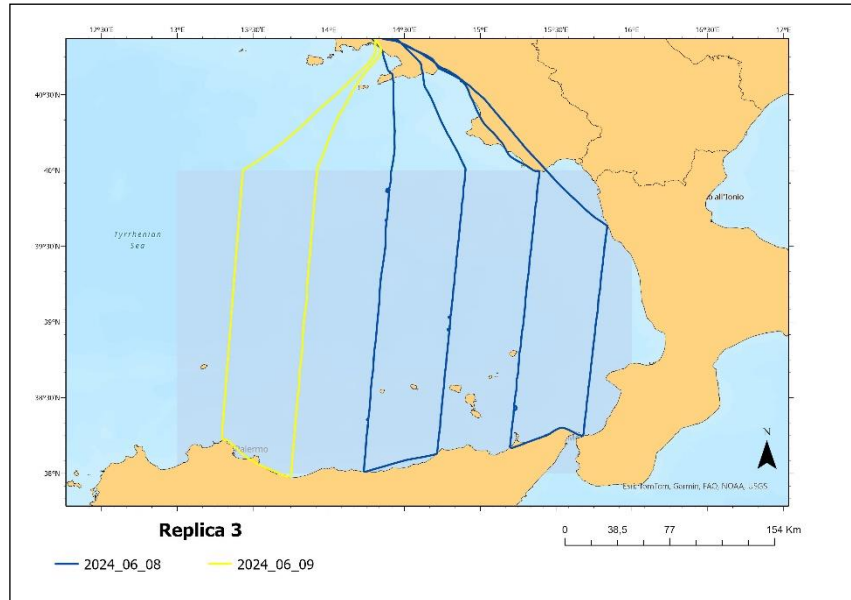 12°30'E 13°E 13°30'E 14°E 14°30'E 15°E 15°30'E 16°E 16°30'E 17°E
40°30'N
40°N
o all'Ionio
39°30'N
Tyrrhenian
Sea
39°N
38°30'N
Palermo
N
38°N
Esri, TomTom, Garmin, FAO, NOAA, USGS
Replica 3
0 38,5 77 154 Km
2024_06_08 2024_06_09